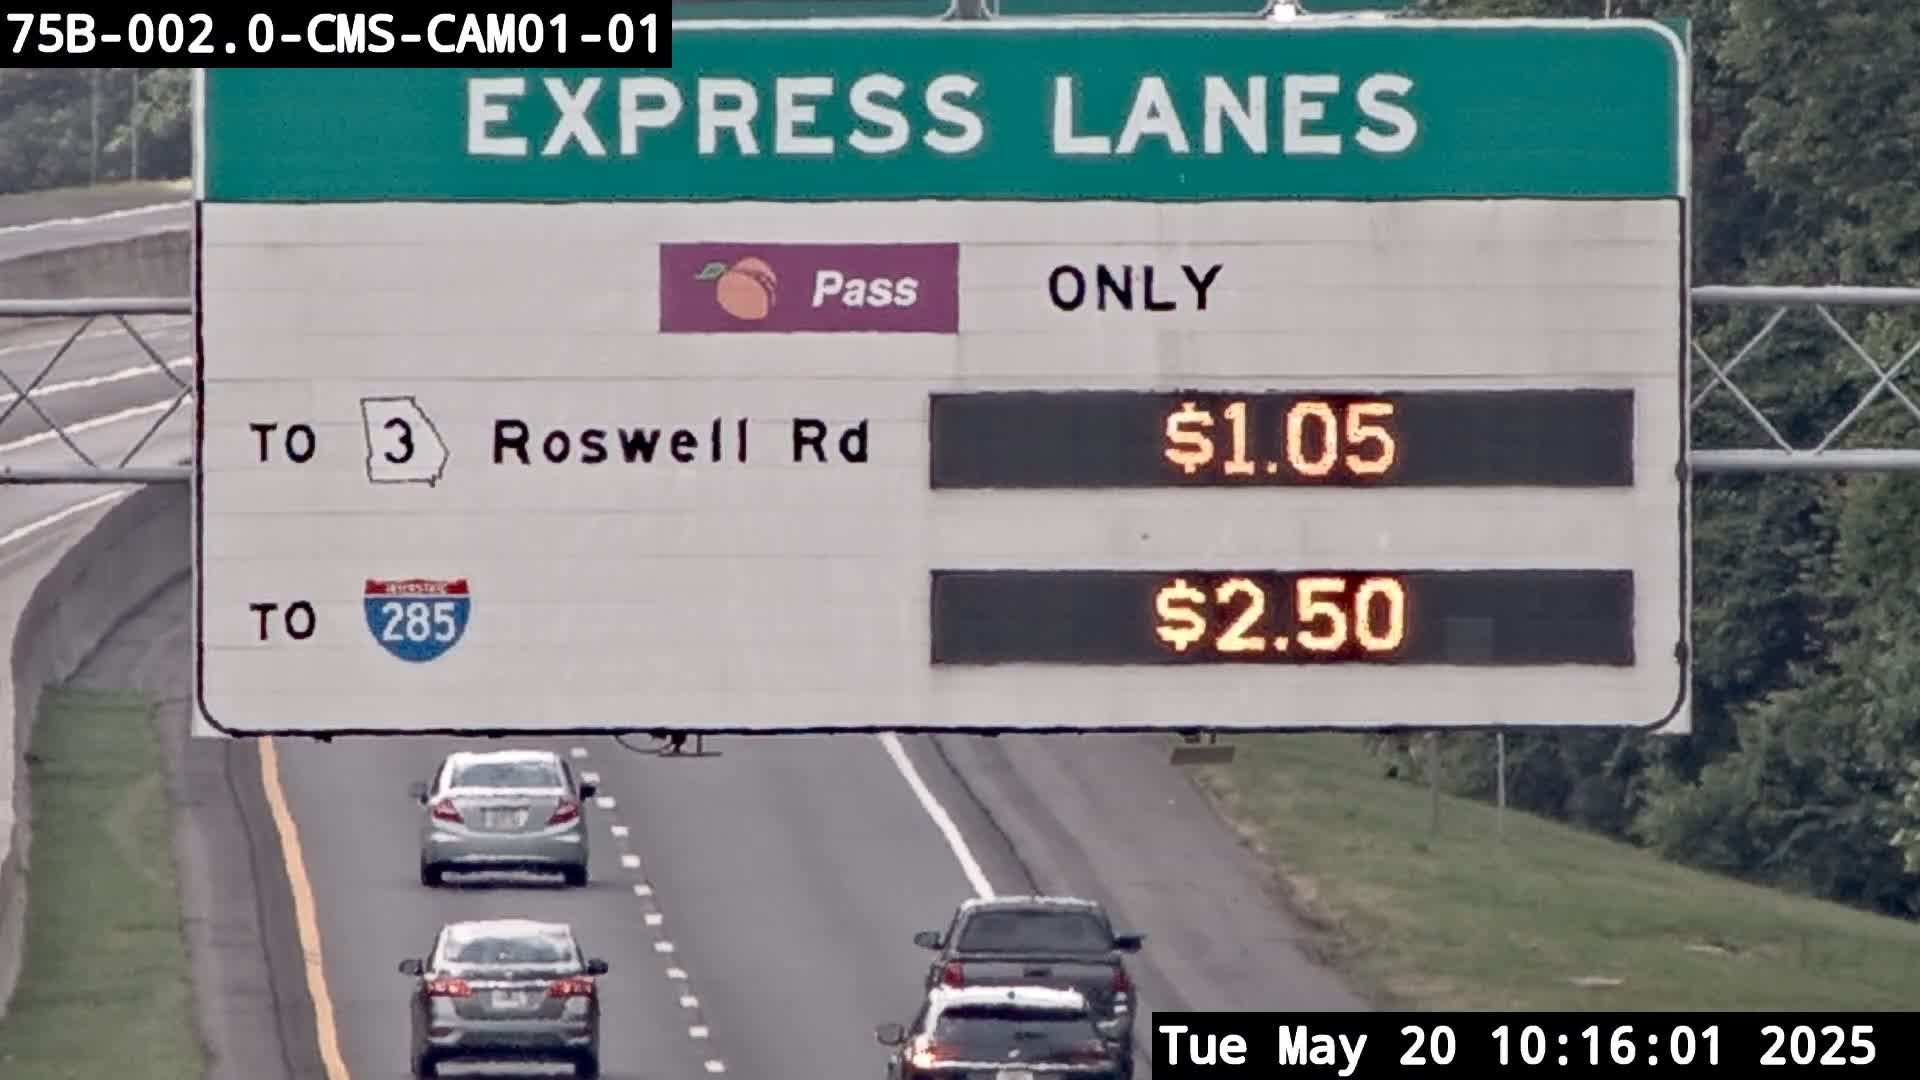 75B-002.0-CMS-CAM01-01
EXPRESS LANES
Pass ONLY
TO 3 Roswell Rd $1.05
TO INTERSTATE 285 $2.50
Tue May 20 10:16:01 2025